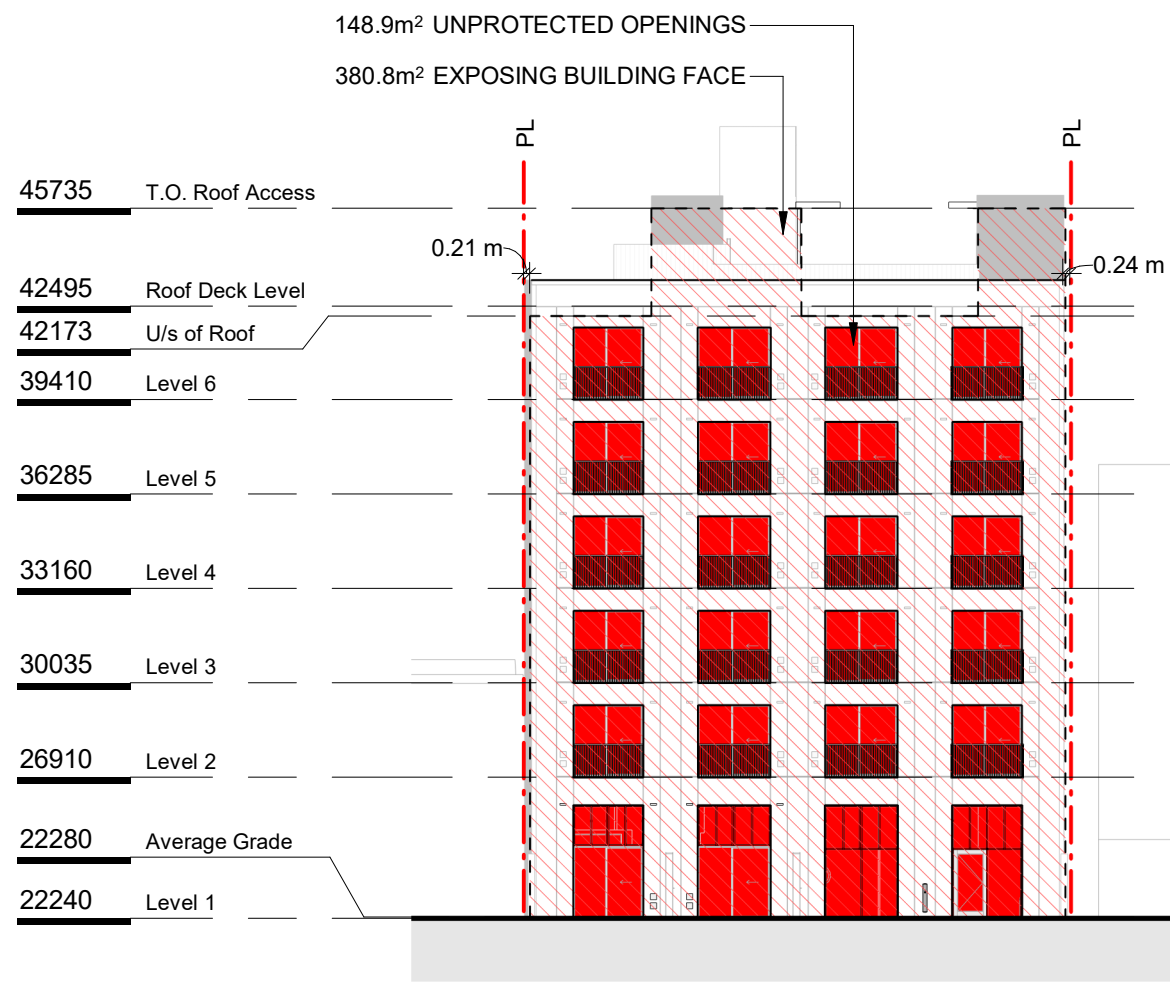 148.9m² UNPROTECTED OPENINGS
380.8m² EXPOSING BUILDING FACE
PL
PL
45735 T.O. Roof Access
0.21 m
0.24 m
42495 Roof Deck Level
42173 U/s of Roof
39410 Level 6
36285 Level 5
33160 Level 4
30035 Level 3
26910 Level 2
22280 Average Grade
22240 Level 1